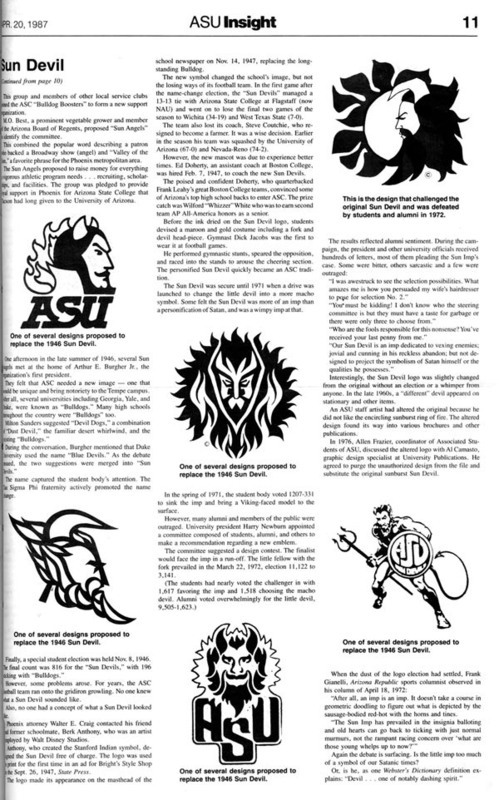 PR. 20, 1987
ASU Insight
11
Sun Devil
(continued from page 10)
This group and members of other local service clubs
the ASC "Bulldog Boosters" to form a new support
M.O. Best, a prominent vegetable grower and member
the Arizona Board of Regents, proposed "Sun Angels"
identify the committee.
This combined the popular word describing a patron
backed a Broadway show (angel) and "Valley of the
a favorite phrase for the Phoenix metropolitan area.
The Sun Angels proposed to raise money for everything
athletic program needs . . . recruiting, scholar-
and facilities. The group was pledged to provide
support in Phoenix for Arizona State College that
had long given to the University of Arizona.
ASU
One of several designs proposed to
replace the 1946 Sun Devil.
One afternoon in the late summer of 1946, several Sun
met at the home of Arthur E. Burgher Jr., the
first president.
They felt that ASC needed a new image — one that
be unique and bring notoriety to the Tempe campus.
After all, several universities including Georgia, Yale, and
Duke, were known as "Bulldogs." Many high schools
throughout the country were "Bulldogs" too.
Hilton Sanders suggested "Devil Dogs," a combination
"Dust Devil," the familiar desert whirlwind, and the
"Bulldogs."
During the conversation, Burgher mentioned that Duke
University used the name "Blue Devils." As the debate
the two suggestions were merged into "Sun
Devils."
The name captured the student body's attention. The
Sigma Phi fraternity actively promoted the name
One of several designs proposed to
replace the 1946 Sun Devil.
Finally, a special student election was held Nov. 8, 1946.
The final count was 816 for the "Sun Devils," with 196
with "Bulldogs."
However, some problems arose. For years, the ASC
team ran onto the gridiron growling. No one knew
what a Sun Devil sounded like.
Also, no one had a concept of what a Sun Devil looked
Phoenix attorney Walter E. Craig contacted his friend
former schoolmate, Berk Anthony, who was an artist
employed by Walt Disney Studios.
Anthony, who created the Stanford Indian symbol, de-
the Sun Devil free of charge. The logo was used
print for the first time in an ad for Bright's Style Shop
the Sept. 26, 1947, State Press.
The logo made its appearance on the masthead of the
school newspaper on Nov. 14, 1947, replacing the long-
standing Bulldog.
The new symbol changed the school's image, but not
the losing ways of its football team. In the first game after
the name-change election, the "Sun Devils" managed a
13-13 tie with Arizona State College at Flagstaff (now
NAU) and went on to lose the final two games of the
season to Wichita (34-19) and West Texas State (7-0).
The team also lost its coach, Steve Coutchie, who re-
signed to become a farmer. It was a wise decision. Earlier
in the season his team was squashed by the University of
Arizona (67-0) and Nevada-Reno (74-2).
However, the new mascot was due to experience better
times. Ed Doherty, an assistant coach at Boston College,
was hired Feb. 7, 1947, to coach the new Sun Devils.
The poised and confident Doherty, who quarterbacked
Frank Leahy's great Boston College teams, convinced some
of Arizona's top high school backs to enter ASC. The prize
catch was Wilford "Whizzer" White who was to earn second
team AP All-America honors as a senior.
Before the ink dried on the Sun Devil logo, students
devised a maroon and gold costume including a fork and
devil head-piece. Gymnast Dick Jacobs was the first to
wear it at football games.
He performed gymnastic stunts, speared the opposition,
and raced into the stands to arouse the cheering section.
The personified Sun Devil quickly became an ASC tradi-
tion.
The Sun Devil was secure until 1971 when a drive was
launched to change the little devil into a more macho
symbol. Some felt the Sun Devil was more of an imp than
a personification of Satan, and was a wimpy imp at that.
©
One of several designs proposed to
replace the 1946 Sun Devil.
In the spring of 1971, the student body voted 1207-331
to sink the imp and bring a Viking-faced model to the
surface.
However, many alumni and members of the public were
outraged. University president Harry Newburn appointed
a committee composed of students, alumni, and others to
make a recommendation regarding a new emblem.
The committee suggested a design contest. The finalist
would face the imp in a run-off. The little fellow with the
fork prevailed in the March 22, 1972, election 11,122 to
3,141.
(The students had nearly voted the challenger in with
1,617 favoring the imp and 1,518 choosing the macho
devil. Alumni voted overwhelmingly for the little devil,
9,505-1,623.)
ASU
One of several designs proposed to
replace the 1946 Sun Devil.
©
This is the design that challenged the
original Sun Devil and was defeated
by students and alumni in 1972.
The results reflected alumni sentiment. During the cam-
paign, the president and other university officials received
hundreds of letters, most of them pleading the Sun Imp's
case. Some were bitter, others sarcastic and a few were
outraged:
"I was awestruck to see the selection possibilities. What
amazes me is how you persuaded my wife's hairdresser
to pose for selection No. 2."
"You must be kidding! I don't know who the steering
committee is but they must have a taste for garbage or
there were only three to choose from."
"Who are the fools responsible for this nonsense? You've
received your last penny from me."
"Our Sun Devil is an imp dedicated to vexing enemies;
jovial and cunning in his reckless abandon; but not de-
signed to project the symbolism of Satan himself or the
qualities he possesses."
Interestingly, the Sun Devil logo was slightly changed
from the original without an election or a whimper from
anyone. In the late 1960s, a "different" devil appeared on
stationary and other items.
An ASU staff artist had altered the original because he
did not like the encircling sunburst ring of fire. The altered
design found its way into various brochures and other
publications.
In 1976, Allen Frazier, coordinator of Associated Stu-
dents of ASU, discussed the altered logo with Al Camasto,
graphic design specialist at University Publications. He
agreed to purge the unauthorized design from the file and
substitute the original sunburst Sun Devil.
ASU
One of several designs proposed to
replace the 1946 Sun Devil.
When the dust of the logo election had settled, Frank
Gianelli, Arizona Republic sports columnist observed in
his column of April 18, 1972:
"After all, an imp is an imp. It doesn't take a course in
geometric doodling to figure out what is depicted by the
sausage-bodied red-hot with the horns and tines.
"The Sun Imp has prevailed in the insignia balloting
and old hearts can go back to ticking with just normal
murmurs, not the rampant racing concern over 'what are
those young whelps up to now?'"
Again the debate is surfacing. Is the little imp too much
of a symbol of our Satanic times?
Or, is he, as one Webster's Dictionary definition ex-
plains: "Devil . . . one of notably dashing spirit."